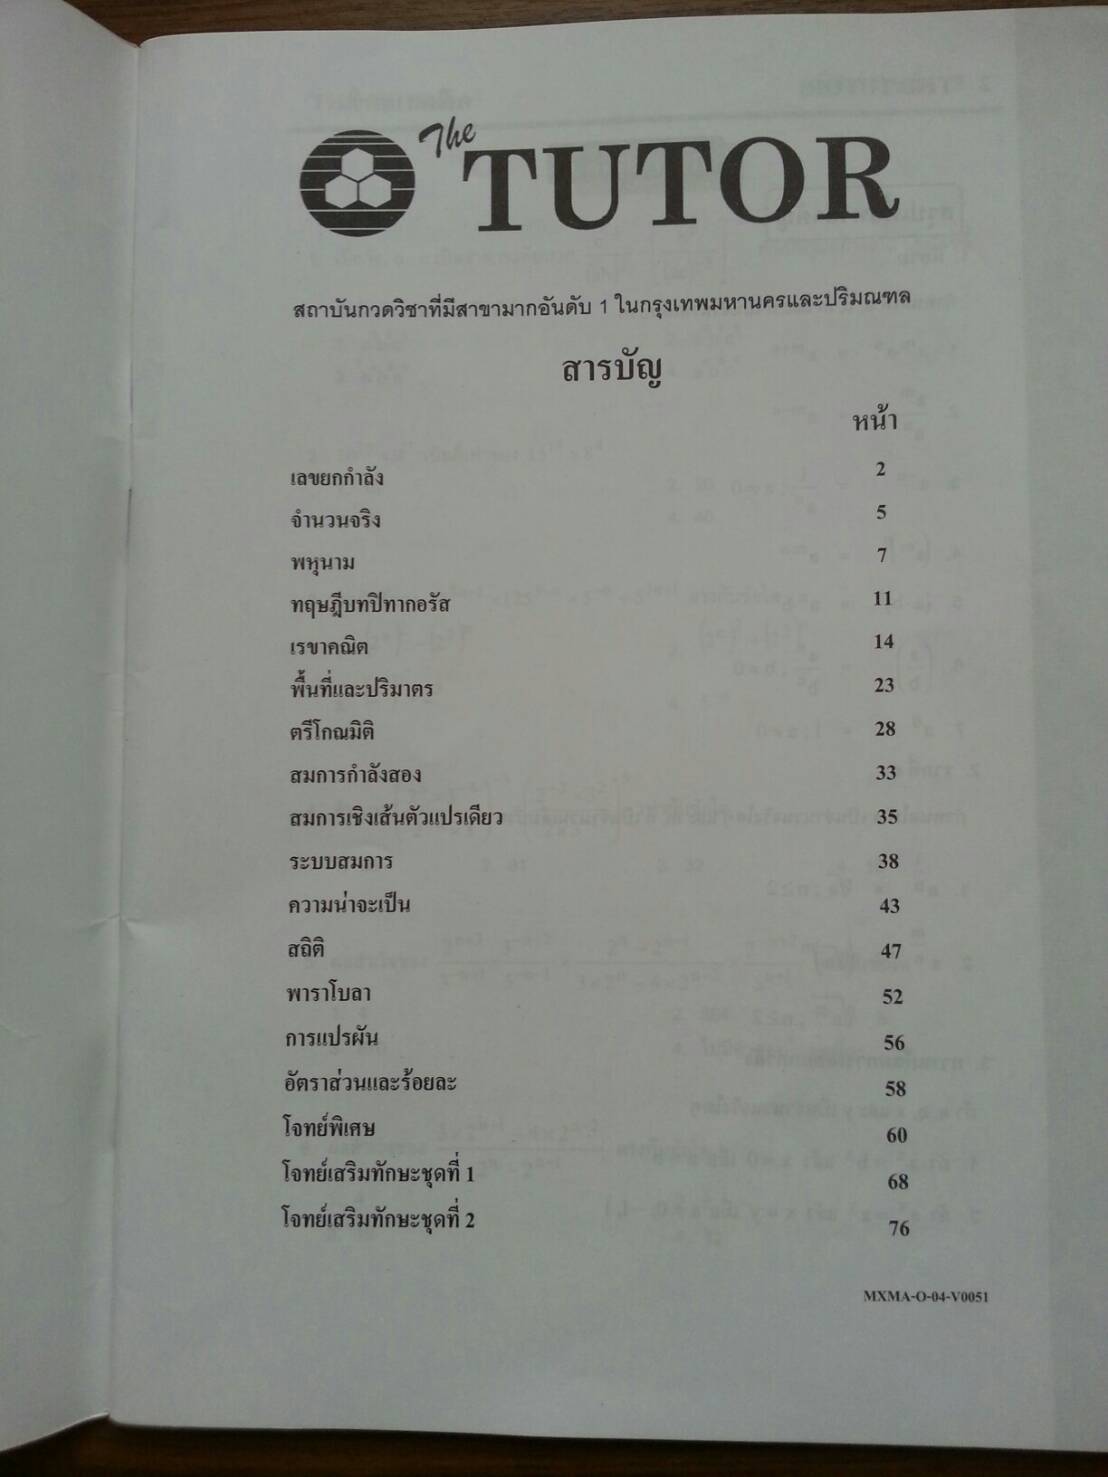 The TUTOR
สถาบันกวดวิชาที่มีสาขามากอันดับ 1 ในกรุงเทพมหานครและปริมณฑล
สารบัญ
หน้า
เลขยกกำลัง 2
จำนวนจริง 5
พหุนาม 7
ทฤษฎีบทปิทากอรัส 11
เรขาคณิต 14
พื้นที่และปริมาตร 23
ตรีโกณมิติ 28
สมการกำลังสอง 33
สมการเชิงเส้นตัวแปรเดียว 35
ระบบสมการ 38
ความน่าจะเป็น 43
สถิติ 47
พาราโบลา 52
การแปรผัน 56
อัตราส่วนและร้อยละ 58
โจทย์พิเศษ 60
โจทย์เสริมทักษะชุดที่ 1 68
โจทย์เสริมทักษะชุดที่ 2 76
MXMA-O-04-V0051